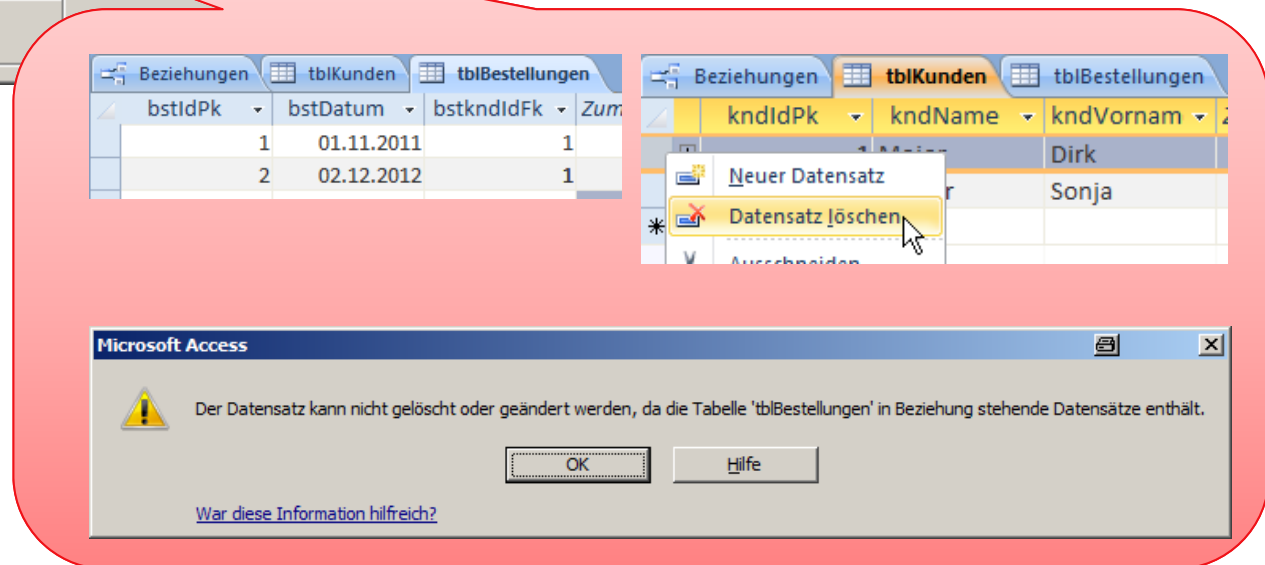 Beziehungen tblKunden tblBestellungen
bstIdPk bstDatum bstkndIdFk Zum
1 01.11.2011 1
2 02.12.2012 1
Beziehungen tblKunden tblBestellungen
kndIdPk kndName kndVornam
1 Dirk
Neuer Datensatz
r Sonja
Datensatz löschen
*
Microsoft Access
Der Datensatz kann nicht gelöscht oder geändert werden, da die Tabelle 'tblBestellungen' in Beziehung stehende Datensätze enthält.
OK Hilfe
War diese Information hilfreich?